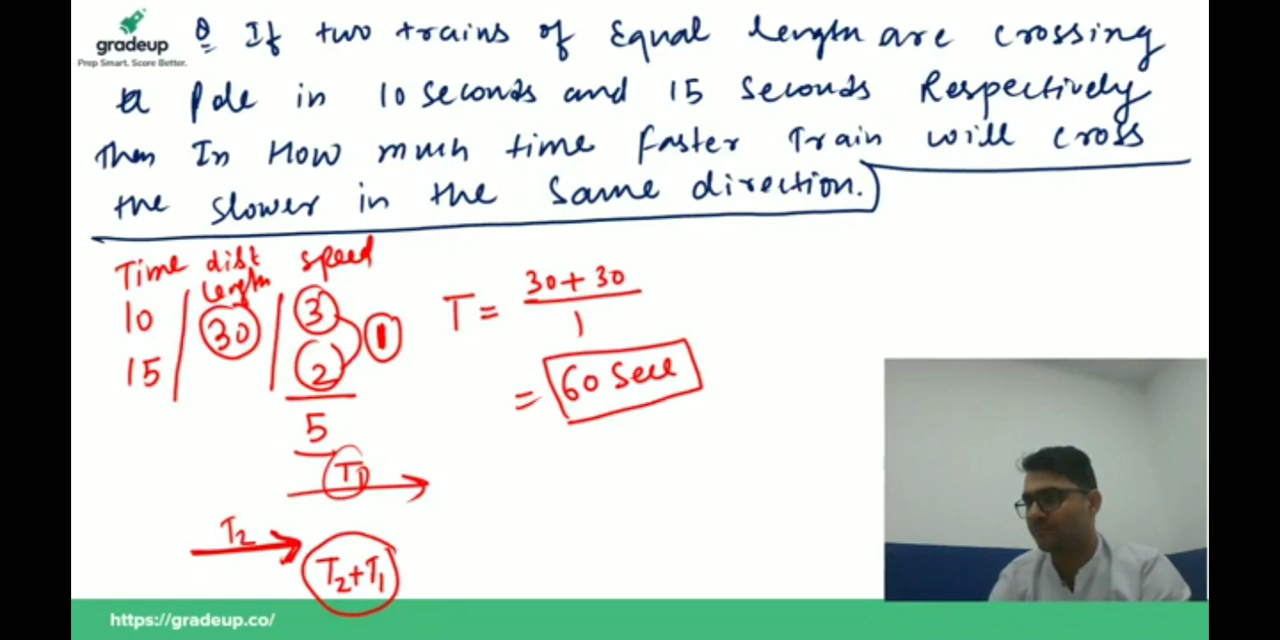 gradeup
Prep Smart. Score Better.
Q If two trains of Equal length are crossing
a Pole in 10 seconds and 15 seconds Respectively
Then In How much time faster Train will cross
the slower in the same direction.
Time dist length speed
10 30 3
15 2 1
5
T = 30 + 30 / 1
= 60 Sec
T1
T2
T2+T1
https://gradeup.co/